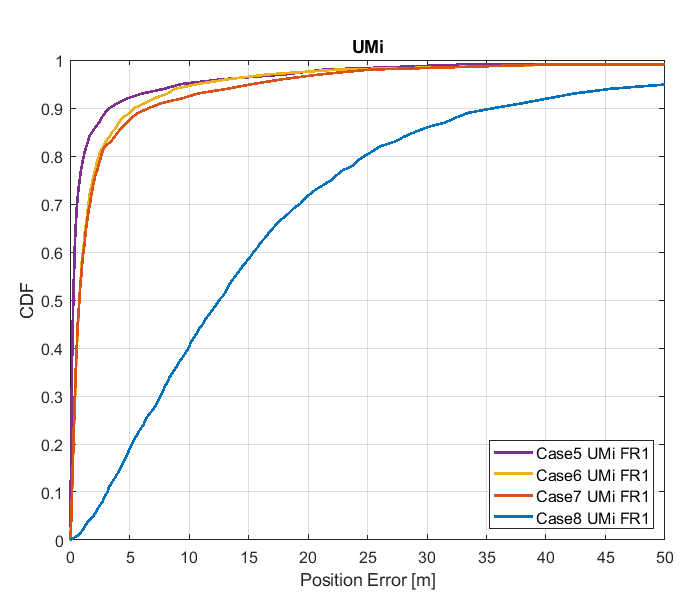 UMi
1
0.9
0.8
0.7
0.6
0.5
0.4
0.3
0.2
0.1
0
CDF
0 5 10 15 20 25 30 35 40 45 50
Position Error [m]
Case5 UMi FR1
Case6 UMi FR1
Case7 UMi FR1
Case8 UMi FR1